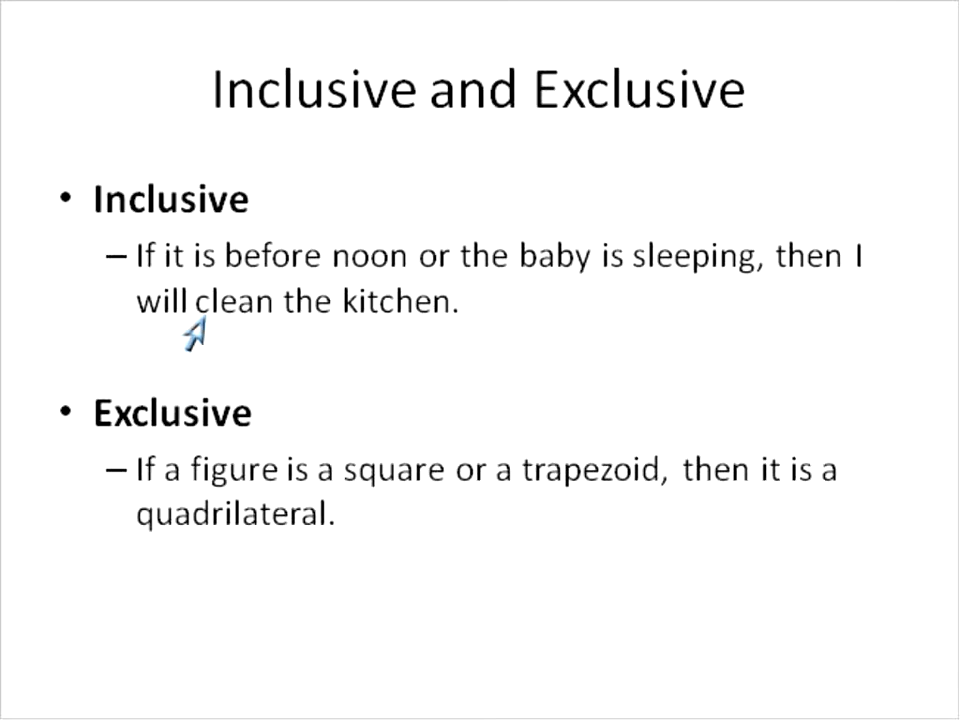 Inclusive and Exclusive
• Inclusive
– If it is before noon or the baby is sleeping, then I
will clean the kitchen.
• Exclusive
– If a figure is a square or a trapezoid, then it is a
quadrilateral.